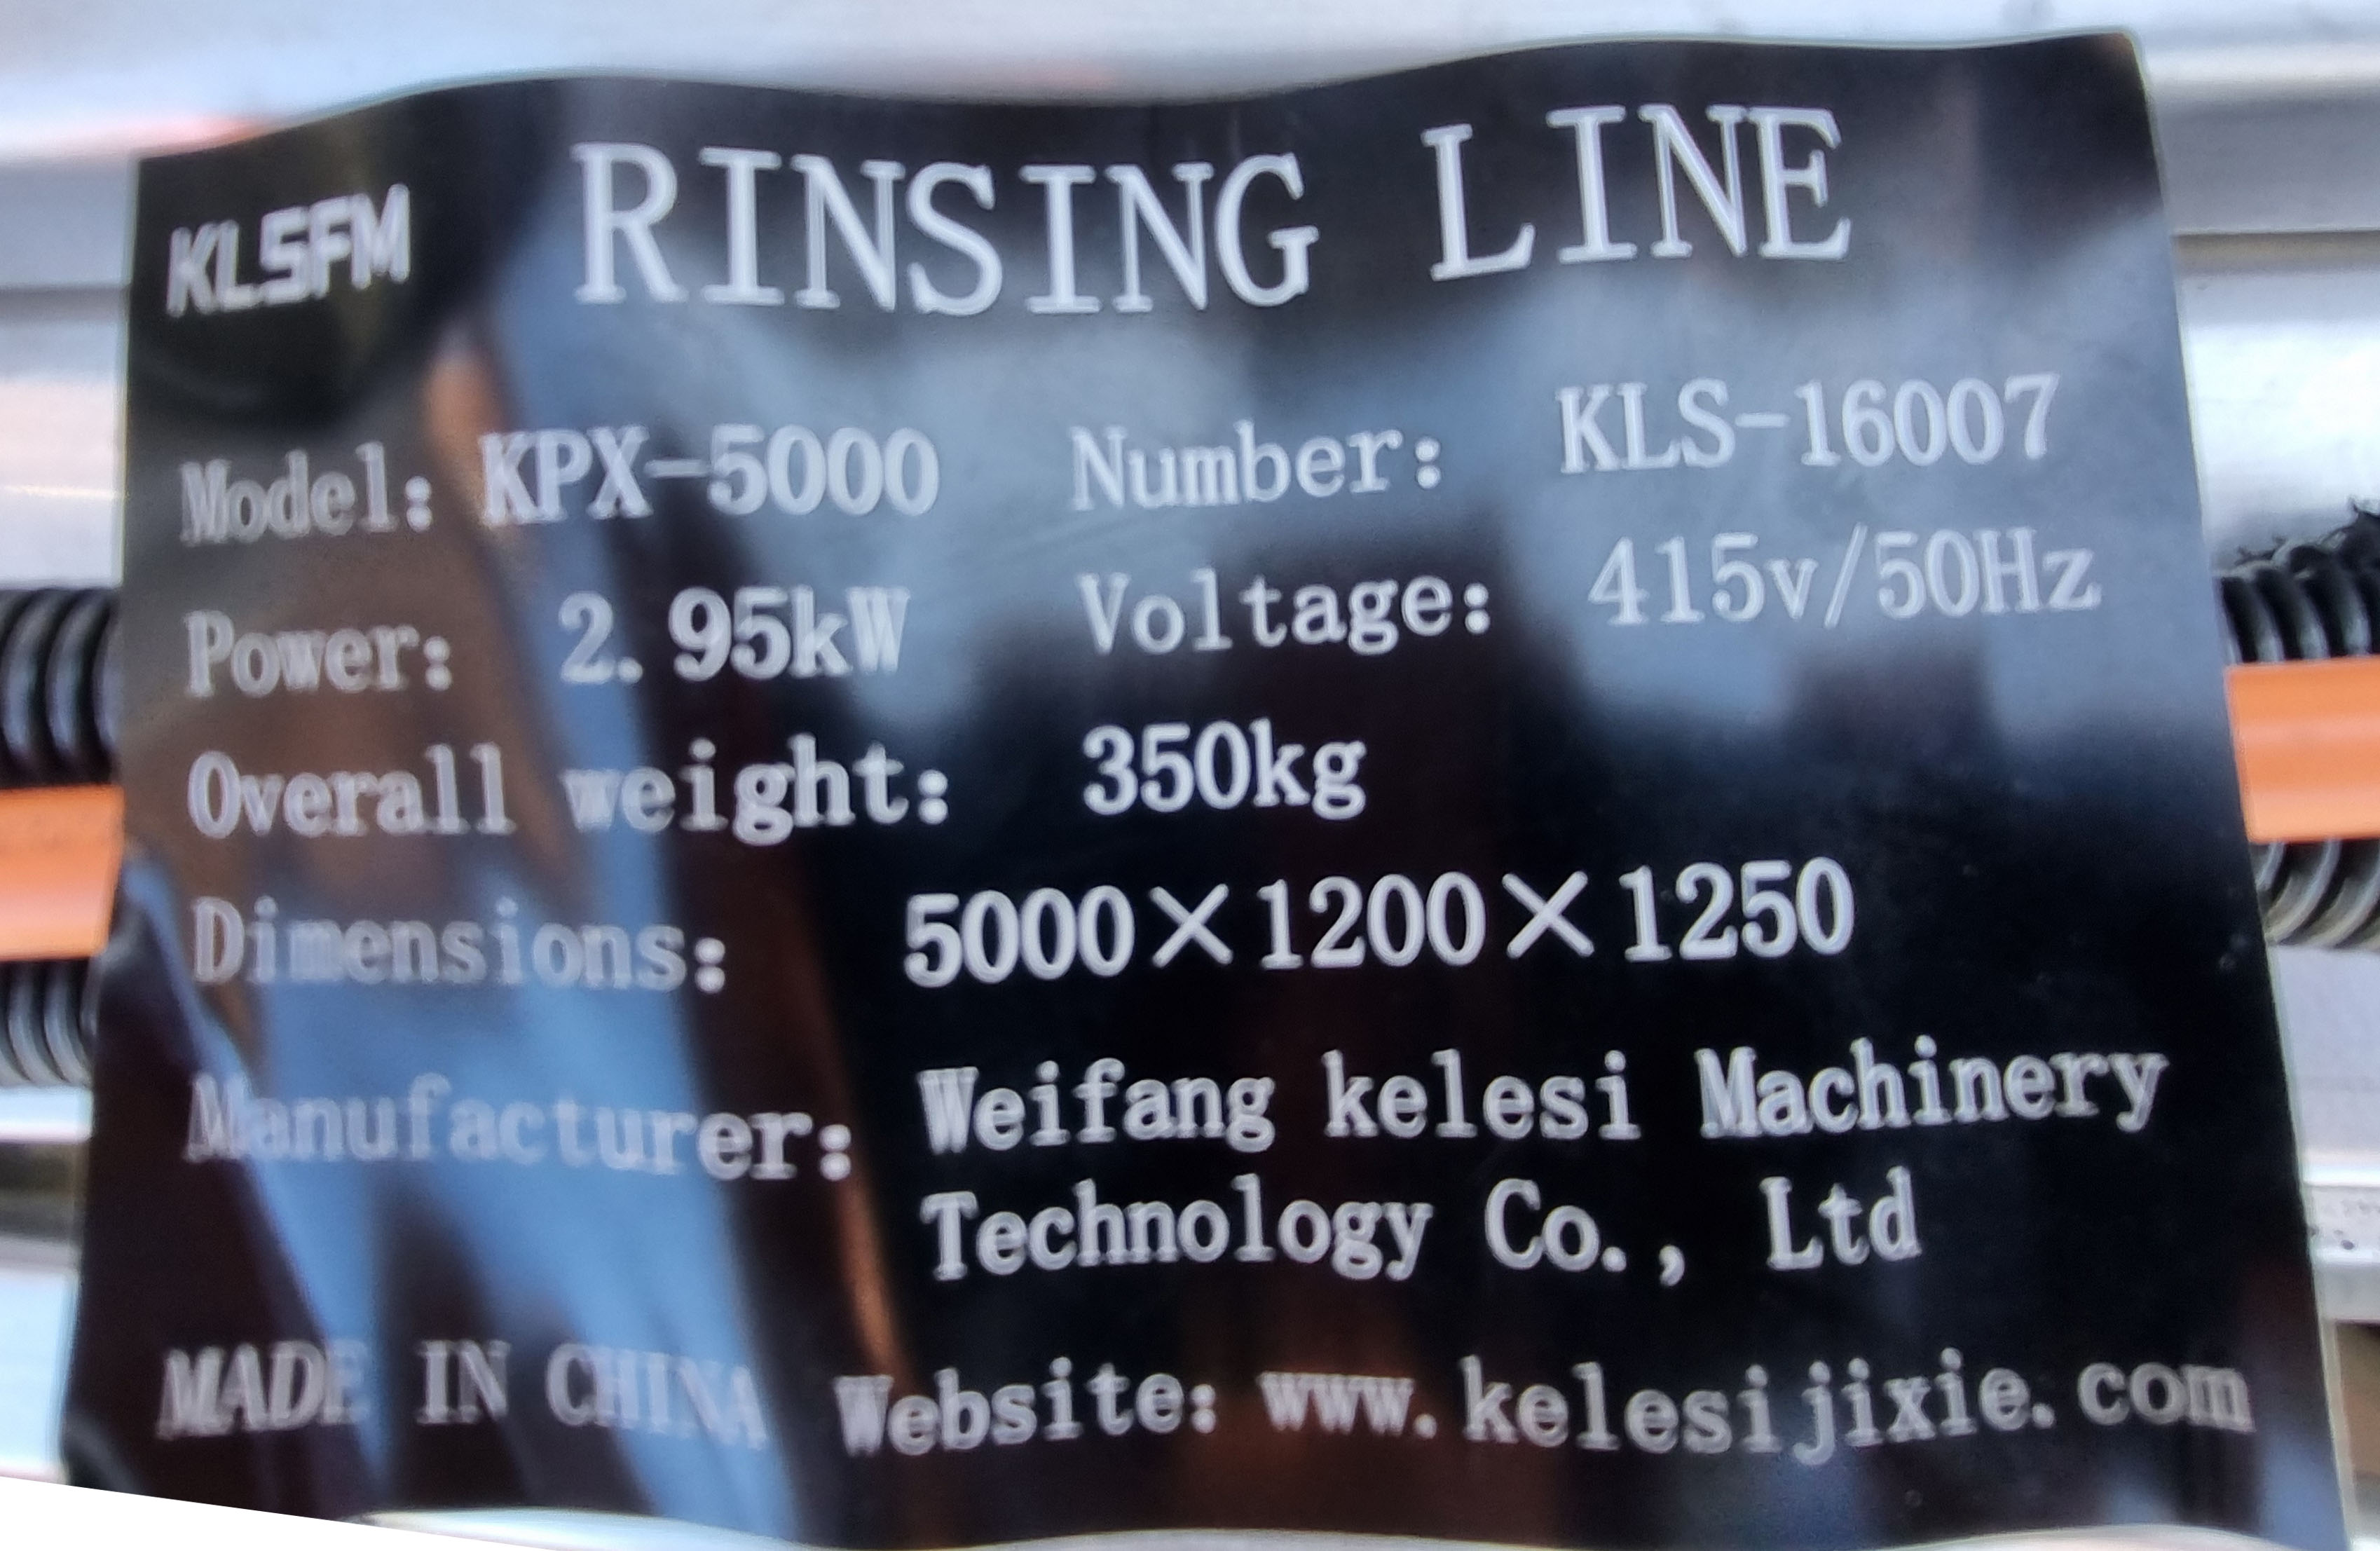 KLSFM RINSING LINE
Model: KPX-5000 Number: KLS-16007
Power: 2.95kW Voltage: 415v/50Hz
Overall weight: 350kg
Dimensions: 5000×1200×1250
Manufacturer: Weifang kelesi Machinery
Technology Co., Ltd
MADE IN CHINA Website: www.kelesijixie.com